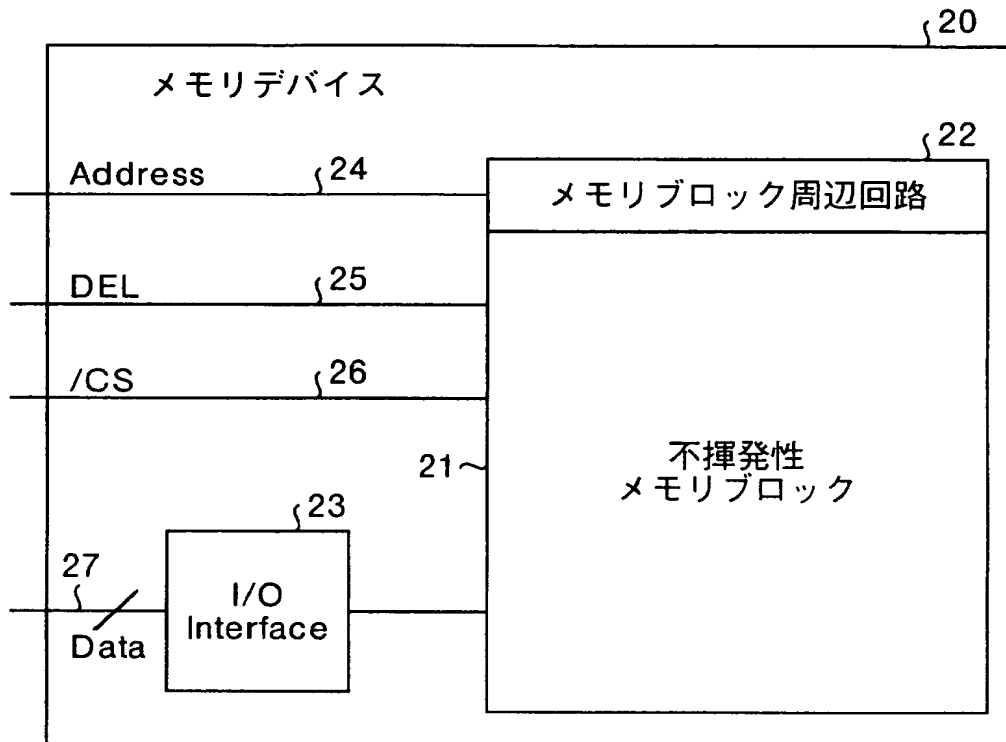 20
メモリデバイス
22
Address
24
メモリブロック周辺回路
DEL
25
/CS
26
21
不揮発性
メモリブロック
23
27
I/O
Interface
Data